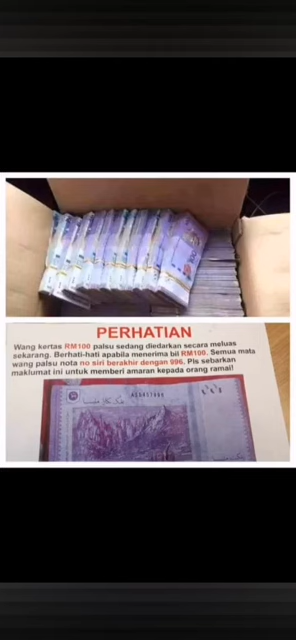 PERHATIAN
Wang kertas RM100 palsu sedang diedarkan secara meluas
sekarang. Berhati-hati apabila menerima bil RM100. Semua mata
wang palsu nota no siri berakhir dengan 996. Pls sebarkan
maklumat ini untuk memberi amaran kepada orang ramai!